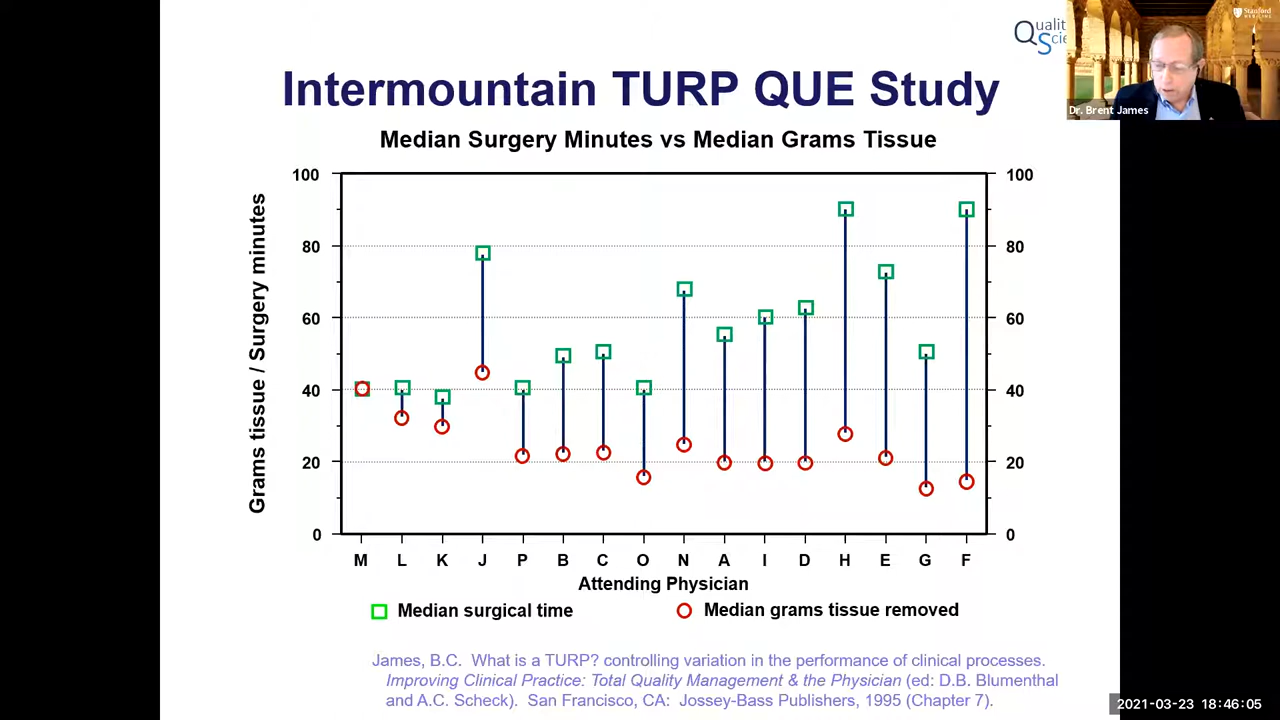 Quality
Scie
Stanford
MEDICINE
Dr. Brent James
Intermountain TURP QUE Study
Median Surgery Minutes vs Median Grams Tissue
Grams tissue / Surgery minutes
100
80
60
40
20
0
100
80
60
40
20
0
M L K J P B C O N A I D H E G F
Attending Physician
Median surgical time
Median grams tissue removed
James, B.C. What is a TURP? controlling variation in the performance of clinical processes.
Improving Clinical Practice: Total Quality Management & the Physician (ed: D.B. Blumenthal
and A.C. Scheck). San Francisco, CA: Jossey-Bass Publishers, 1995 (Chapter 7).
2021-03-23 18:46:05